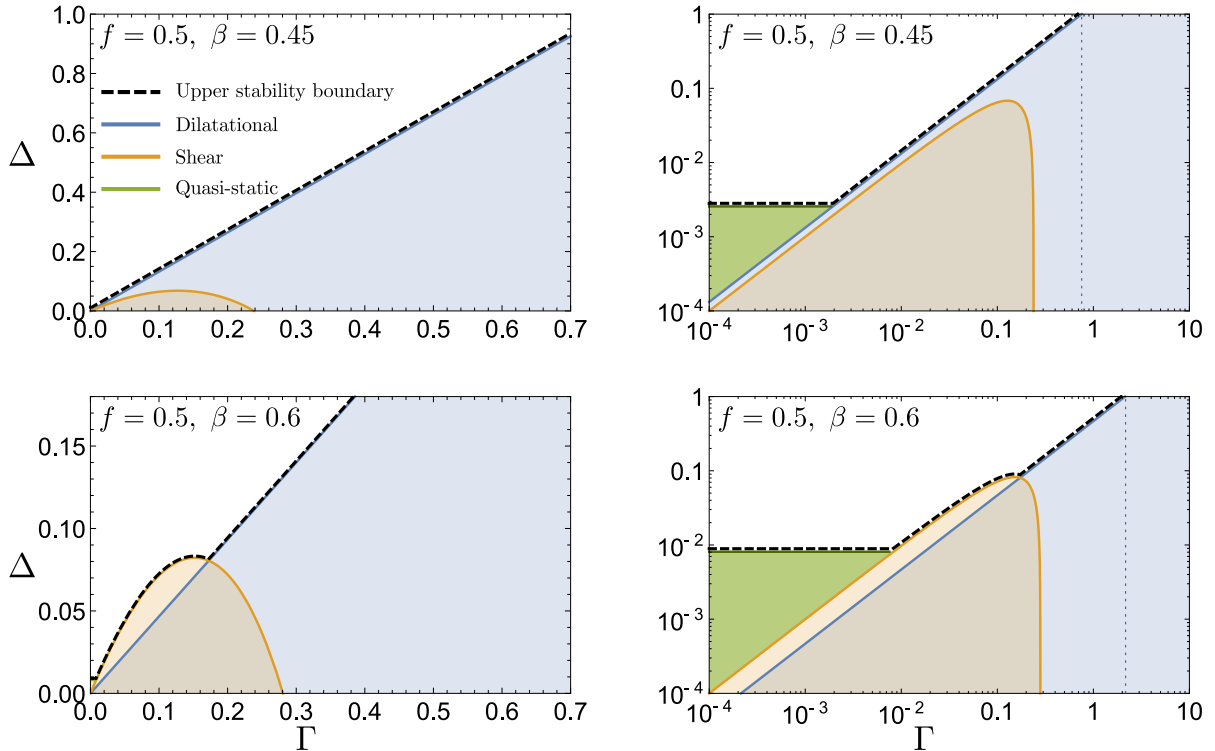 f = 0.5, β = 0.45
1.0
0.8
0.6
0.4
0.2
0.0
Δ
Upper stability boundary
Dilatational
Shear
Quasi-static
0.0 0.1 0.2 0.3 0.4 0.5 0.6 0.7
f = 0.5, β = 0.45
1
0.1
10⁻²
10⁻³
10⁻⁴
10⁻⁴ 10⁻³ 10⁻² 0.1 1 10
f = 0.5, β = 0.6
0.15
0.10
0.05
0.00
Δ
0.0 0.1 0.2 0.3 0.4 0.5 0.6 0.7
Γ
f = 0.5, β = 0.6
1
0.1
10⁻²
10⁻³
10⁻⁴
10⁻⁴ 10⁻³ 10⁻² 0.1 1 10
Γ